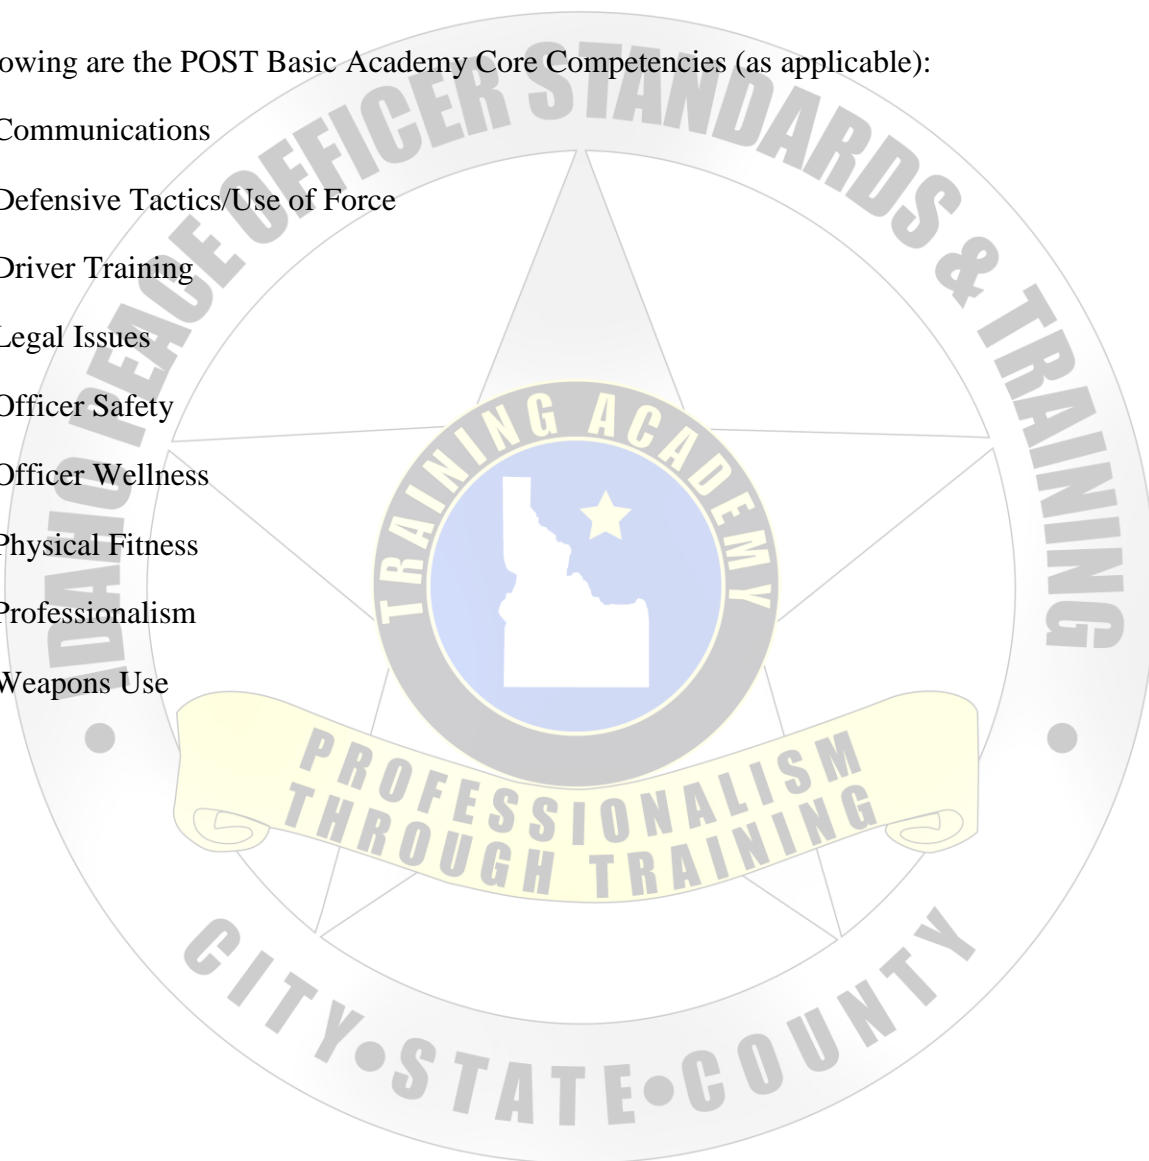 owing are the POST Basic Academy Core Competencies (as applicable):
Communications
Defensive Tactics/Use of Force
Driver Training
Legal Issues
Officer Safety
Officer Wellness
Physical Fitness
Professionalism
Weapons Use
• IDAHO PEACE OFFICER STANDARDS & TRAINING •
TRAINING ACADEMY
PROFESSIONALISM
THROUGH TRAINING
CITY•STATE•COUNTY